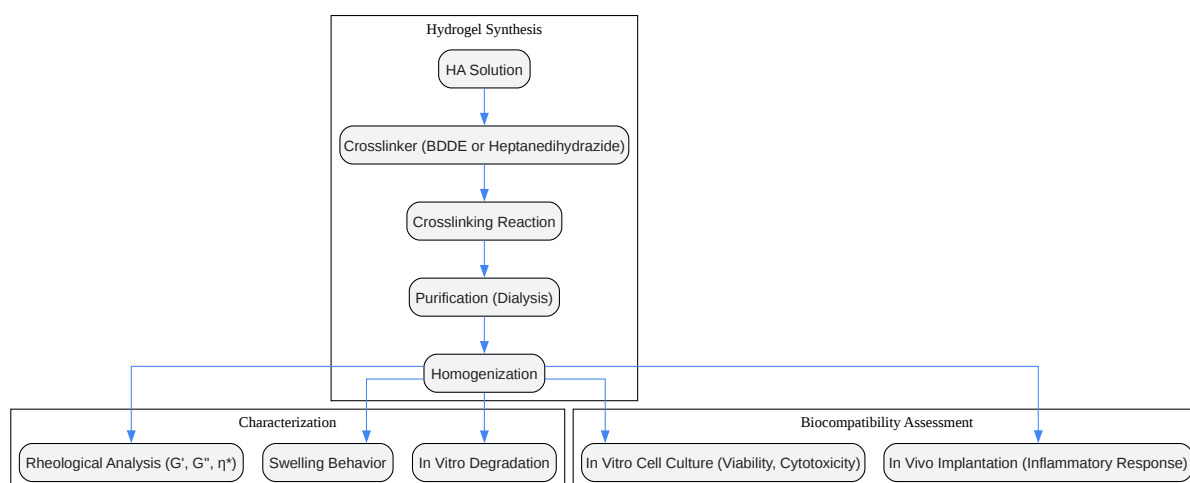 Hydrogel Synthesis
HA Solution
Crosslinker (BDDE or Heptanedihydrazide)
Crosslinking Reaction
Purification (Dialysis)
Homogenization
Characterization
Rheological Analysis (G', G", η*)
Swelling Behavior
In Vitro Degradation
Biocompatibility Assessment
In Vitro Cell Culture (Viability, Cytotoxicity)
In Vivo Implantation (Inflammatory Response)